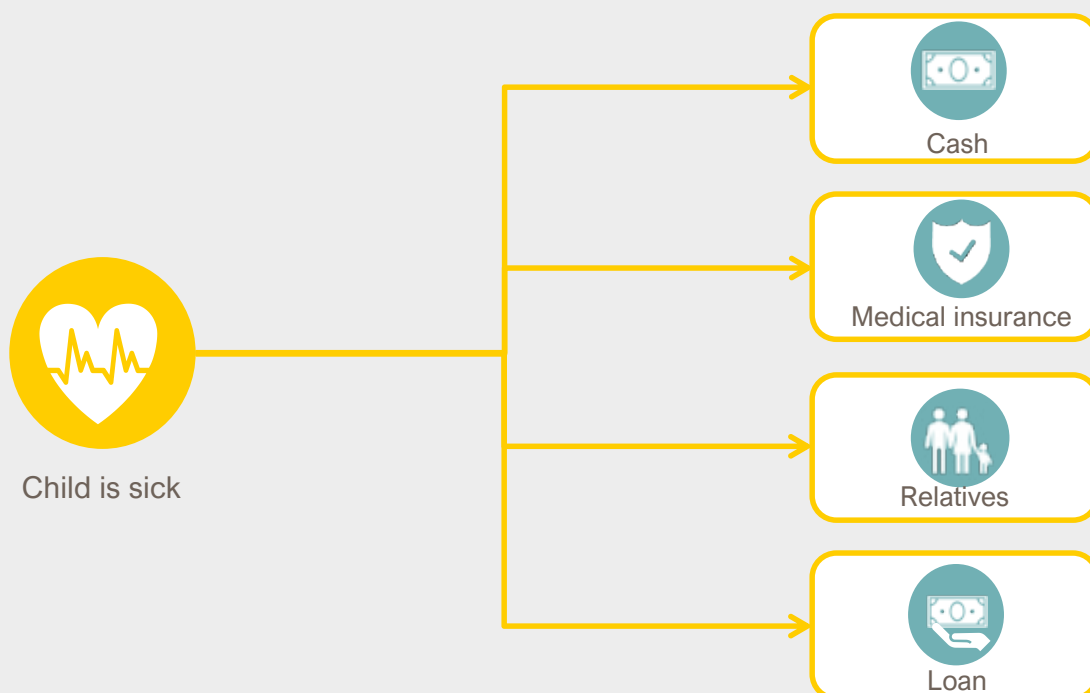 Cash
Medical insurance
Child is sick
Relatives
Loan